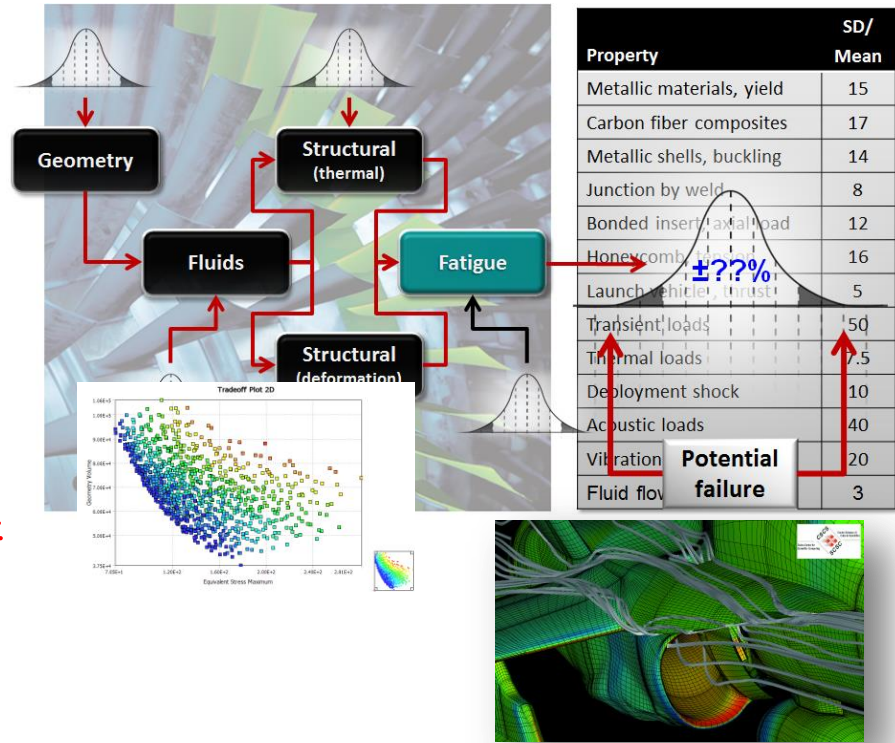 SD/
Property Mean
Metallic materials, yield 15
Carbon fiber composites 17
Metallic shells, buckling 14
Junction by weld 8
Bonded insert, axial load 12
Honeycomb, tension 16
Launch vehicle, thrust 5
Transient loads 50
Thermal loads 7.5
Deployment shock 10
Acoustic loads 40
Vibration 20
Fluid flow 3
±??%
Potential
failure
Geometry
Structural
(thermal)
Fluids
Fatigue
Structural
(deformation)
Tradeoff Plot 2D
Geometry Volume
Equivalent Stress Maximum
CSCS
SCSC